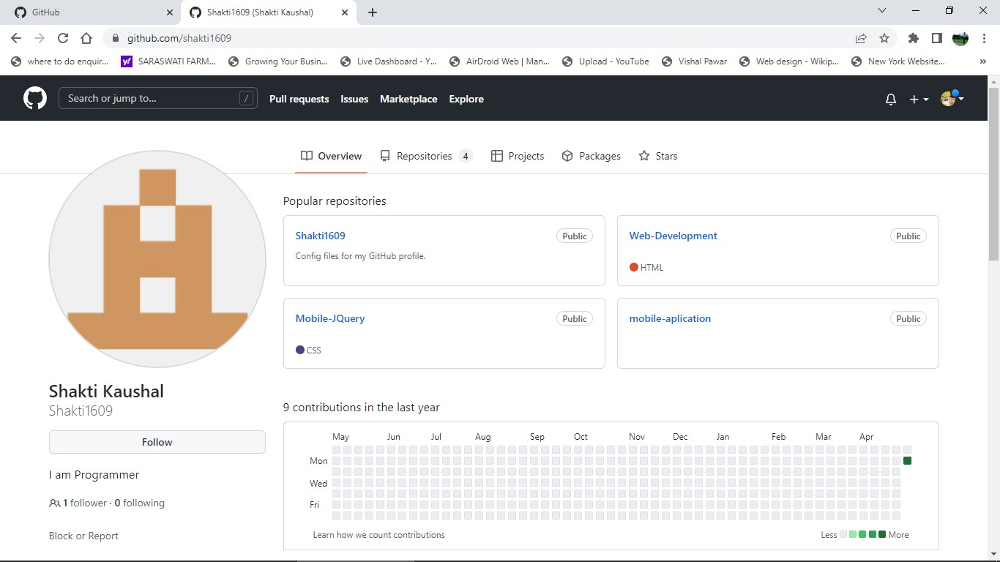 GitHub
Shakti1609 (Shakti Kaushal)
github.com/shakti1609
where to do enquir...
SARASWATI FARM...
Growing Your Busin...
Live Dashboard - Y...
AirDroid Web | Man...
Upload - YouTube
Vishal Pawar
Web design - Wikip...
New York Website...
Search or jump to...
/
Pull requests
Issues
Marketplace
Explore
Overview
Repositories 4
Projects
Packages
Stars
Popular repositories
Shakti1609 Public
Config files for my GitHub profile.
Web-Development Public
HTML
Mobile-JQuery Public
CSS
mobile-aplication Public
Shakti Kaushal
Shakti1609
Follow
I am Programmer
1 follower · 0 following
Block or Report
9 contributions in the last year
May Jun Jul Aug Sep Oct Nov Dec Jan Feb Mar Apr
Mon
Wed
Fri
Learn how we count contributions
Less More